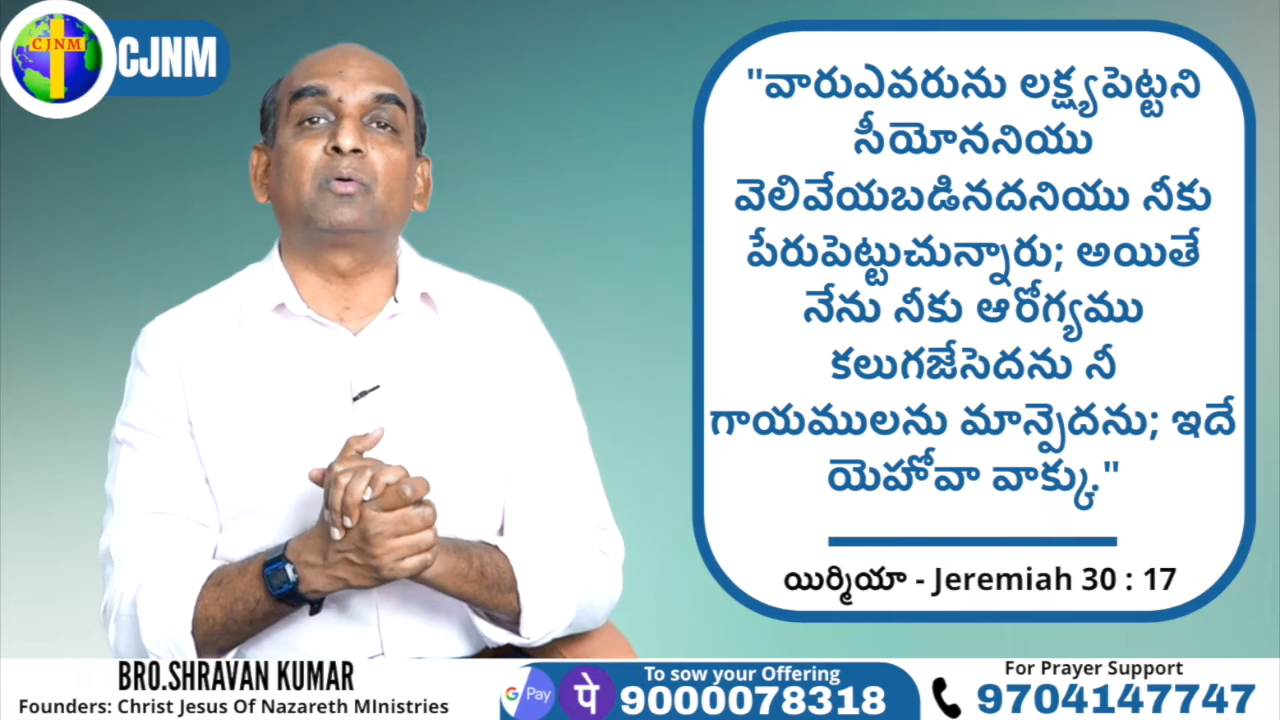 CJNM
CJNM
"వారుఎవరును లక్ష్యపెట్టని
సీయోననియు
వెలివేయబడినదనియు నీకు
పేరుపెట్టుచున్నారు; అయితే
నేను నీకు ఆరోగ్యము
కలుగజేసెదను నీ
గాయములను మాన్పెదను; ఇదే
యెహోవా వాక్కు."
యిర్మియా - Jeremiah 30 : 17
BRO.SHRAVAN KUMAR
Founders: Christ Jesus Of Nazareth MInistries
To sow your Offering
G Pay पे 9000078318
For Prayer Support
9704147747